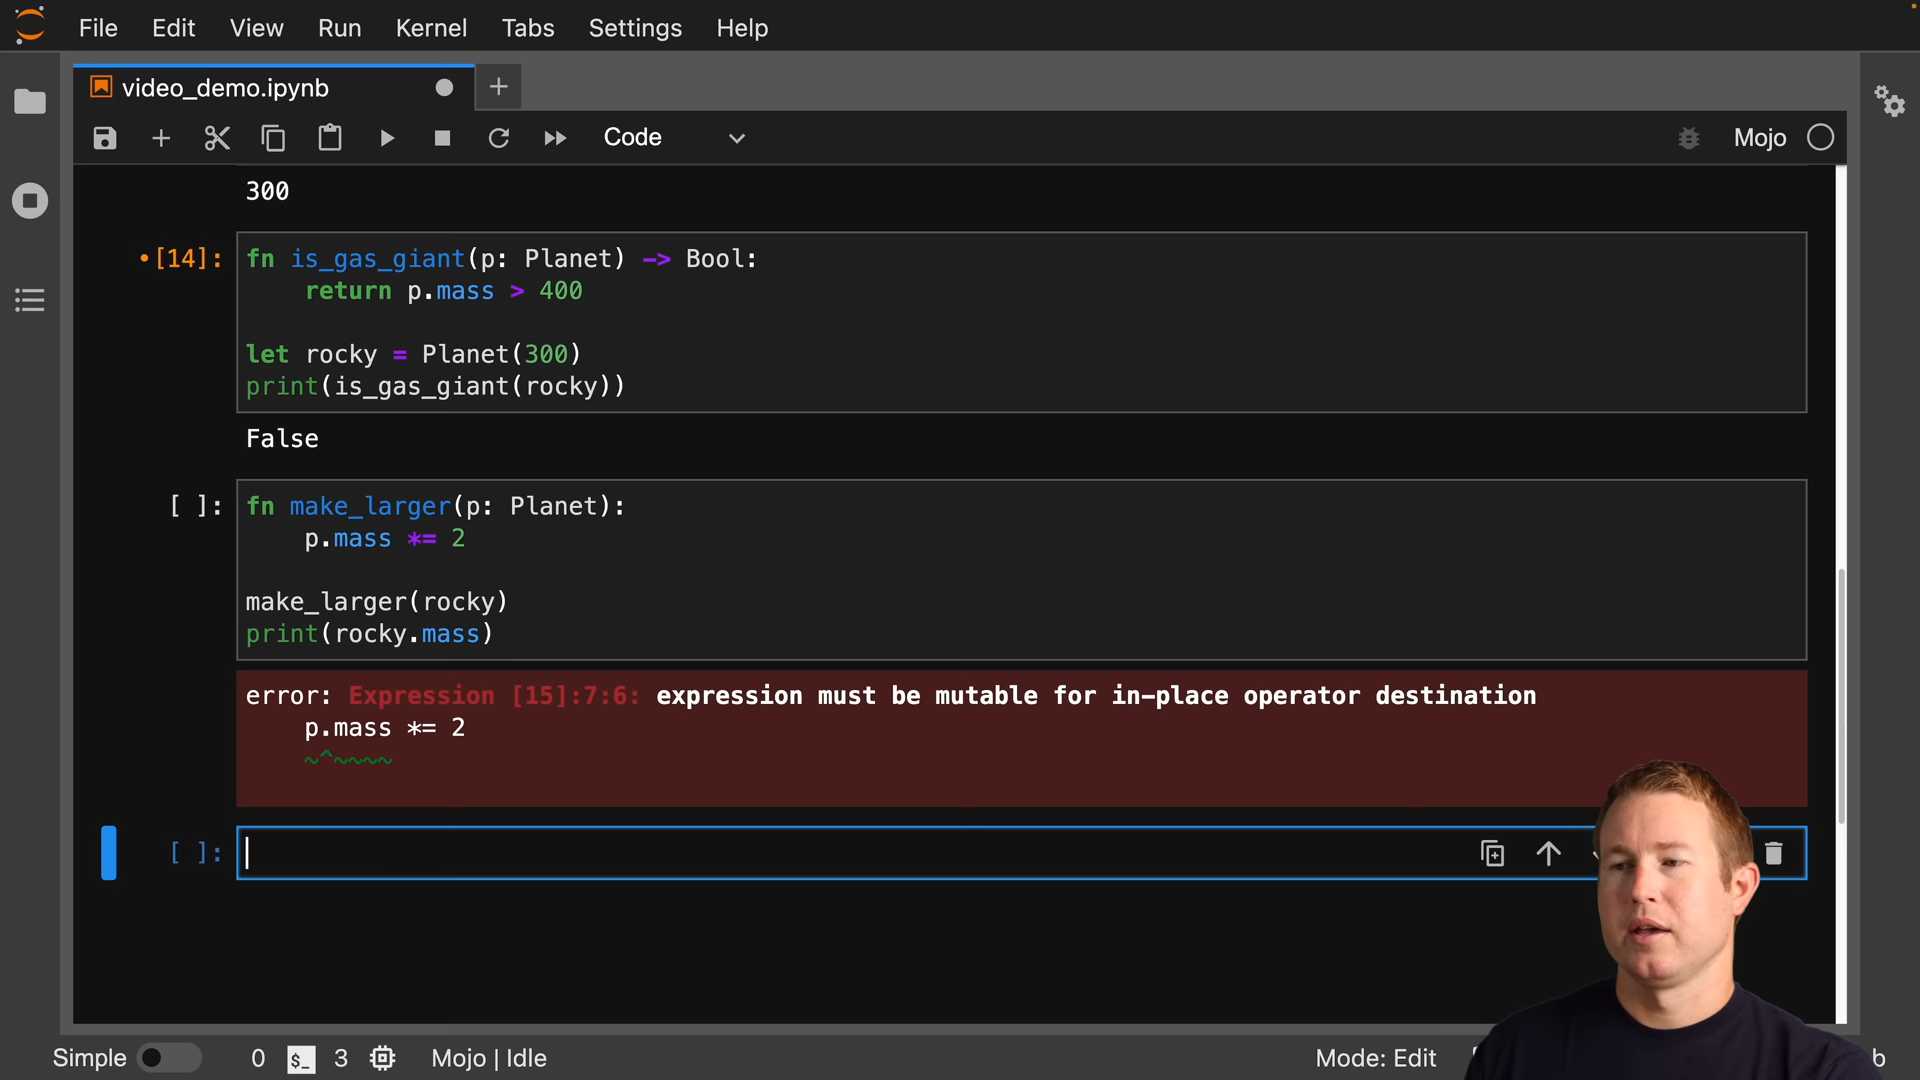 File Edit View Run Kernel Tabs Settings Help
video_demo.ipynb
Code
Mojo
300
[14]:
fn is_gas_giant(p: Planet) -> Bool:
return p.mass > 400
let rocky = Planet(300)
print(is_gas_giant(rocky))
False
[ ]:
fn make_larger(p: Planet):
p.mass *= 2
make_larger(rocky)
print(rocky.mass)
error: Expression [15]:7:6: expression must be mutable for in-place operator destination
p.mass *= 2
~^~~~~
[ ]:
Simple 0 $_ 3 Mojo | Idle Mode: Edit b